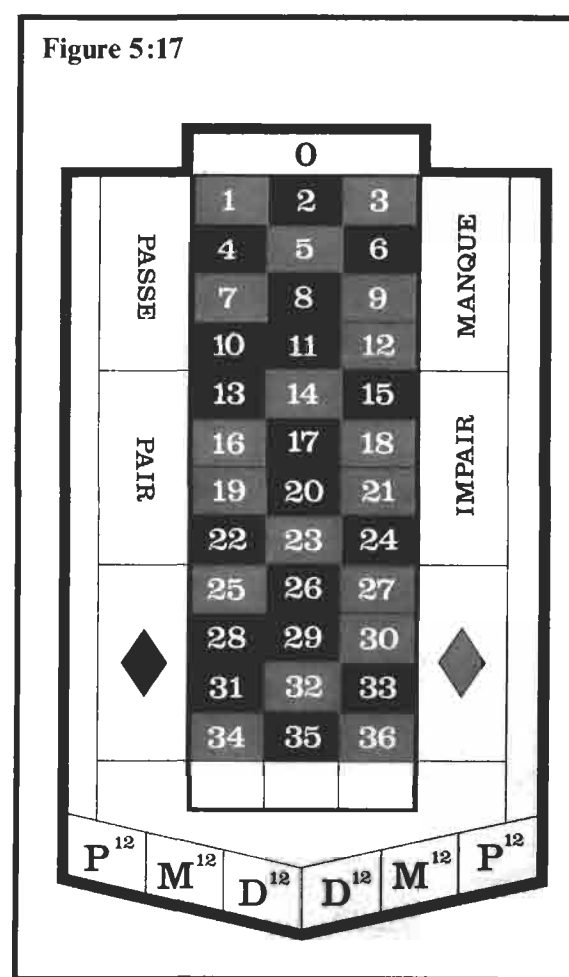 Figure 5:17
0
1 2 3
4 5 6
7 8 9
10 11 12
13 14 15
16 17 18
19 20 21
22 23 24
25 26 27
28 29 30
31 32 33
34 35 36
PASSE
PAIR
MANQUE
IMPAIR
P12 M12 D12 D12 M12 P12